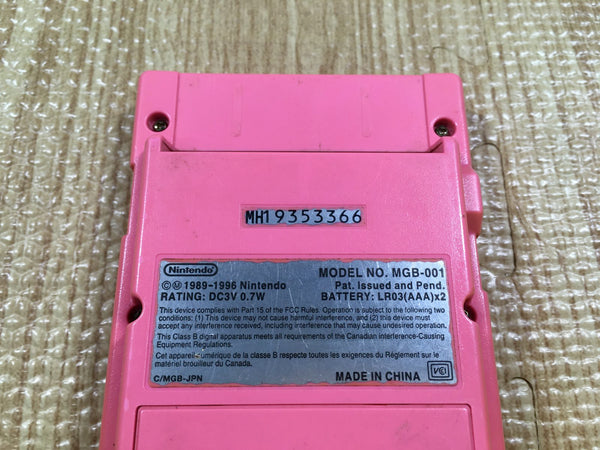 MH19353366
Nintendo
©Ⓜ 1989-1996 Nintendo
RATING: DC3V 0.7W
MODEL NO. MGB-001
Pat. Issued and Pend.
BATTERY: LR03(AAA)x2
This device complies with Part 15 of the FCC Rules. Operation is subject to the following two
conditions: (1) This device may not cause harmful interference, and (2) this device must
accept any interference received, including interference that may cause undesired operation.
This Class B digital apparatus meets all requirements of the Canadian Interference-Causing
Equipment Regulations.
Cet appareil numérique de la classe B respecte toutes les exigences du Règlement sur le
matériel brouilleur du Canada.
C/MGB-JPN
MADE IN CHINA
VCI